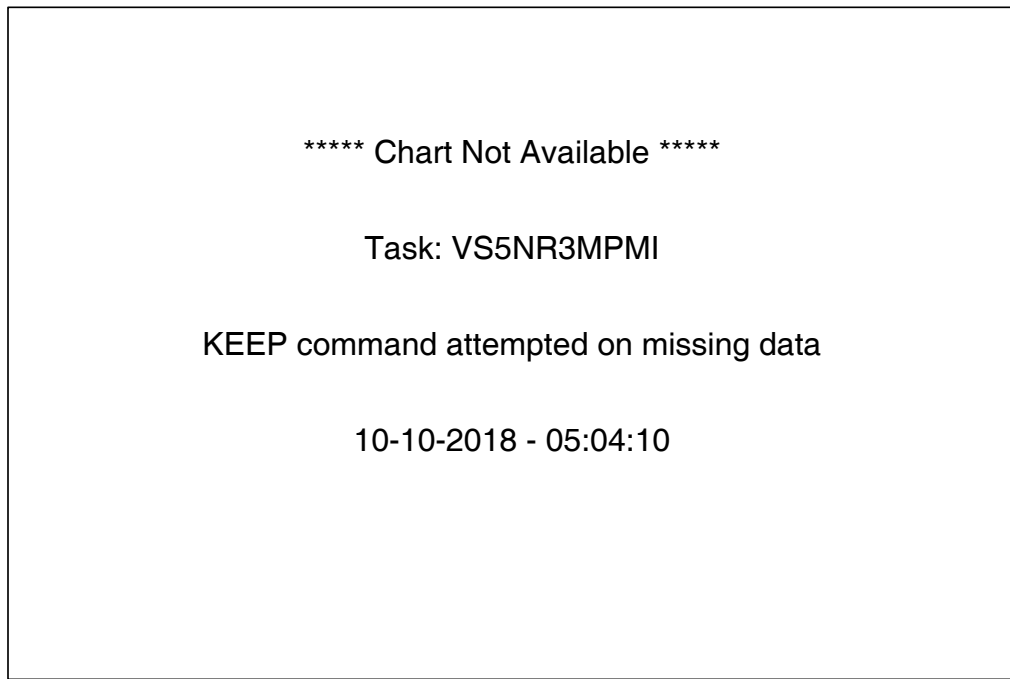 ***** Chart Not Available *****
Task: VS5NR3MPMI
KEEP command attempted on missing data
10-10-2018 - 05:04:10